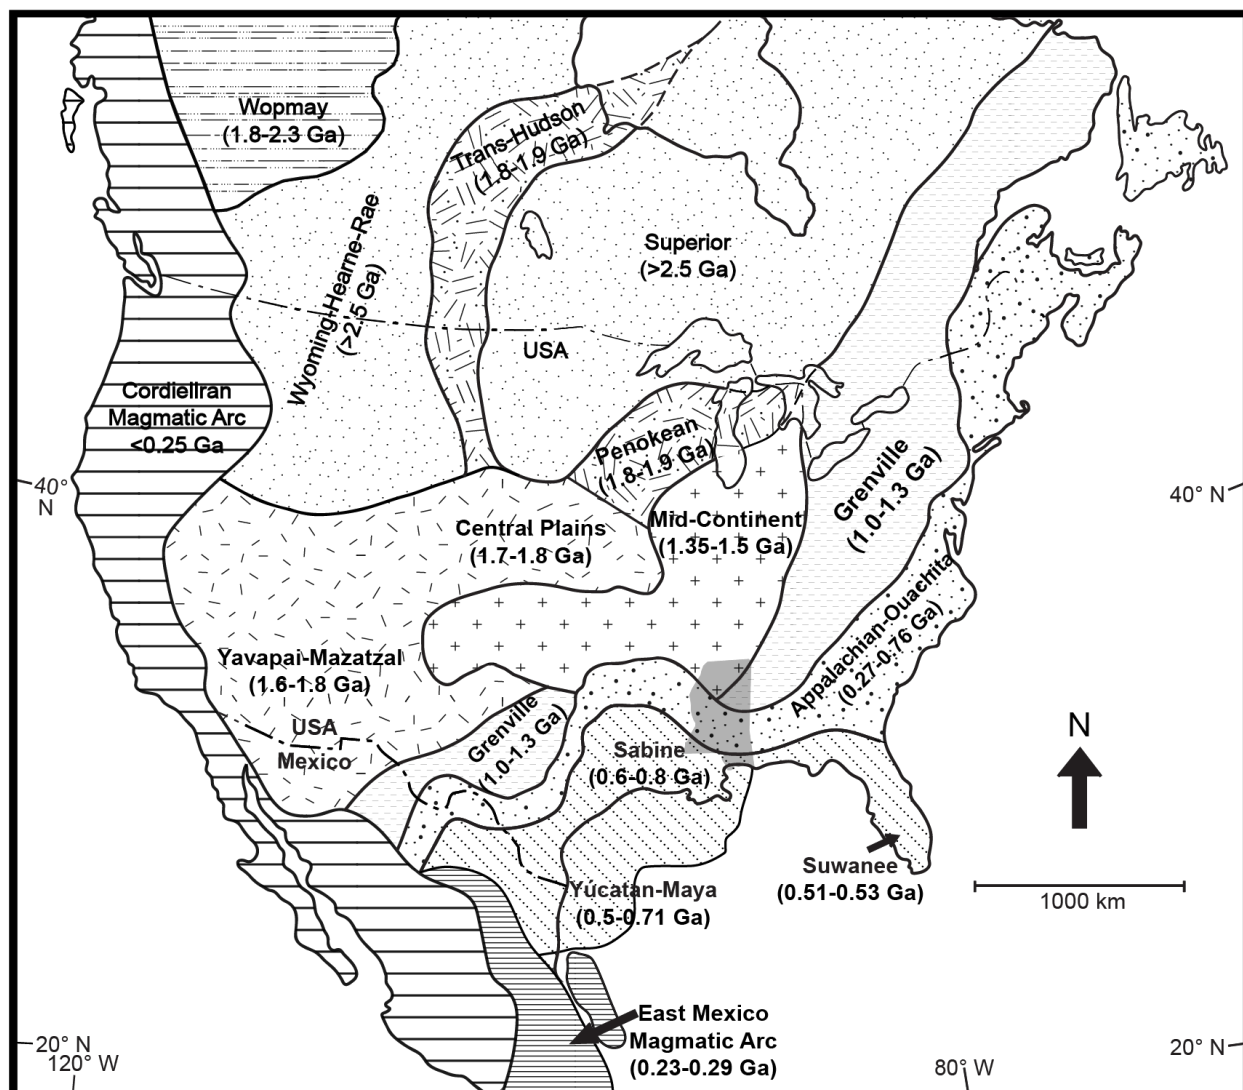 Wopmay
(1.8-2.3 Ga)
Trans-Hudson
(1.8-1.9 Ga)
Wyoming-Hearne-Rae
(>2.5 Ga)
Superior
(>2.5 Ga)
USA
Cordieliran
Magmatic Arc
<0.25 Ga
Penokean
(1.8-1.9 Ga)
Grenville
(1.0-1.3 Ga)
40°
N
40° N
Central Plains
(1.7-1.8 Ga)
Mid-Continent
(1.35-1.5 Ga)
Appalachian-Ouachita
(0.27-0.76 Ga)
Yavapai-Mazatzal
(1.6-1.8 Ga)
USA
Mexico
Grenville
(1.0-1.3 Ga)
Sabine
(0.6-0.8 Ga)
N
Suwanee
(0.51-0.53 Ga)
Yucatan-Maya
(0.5-0.71 Ga)
1000 km
East Mexico
Magmatic Arc
(0.23-0.29 Ga)
20° N
120° W
80° W
20° N